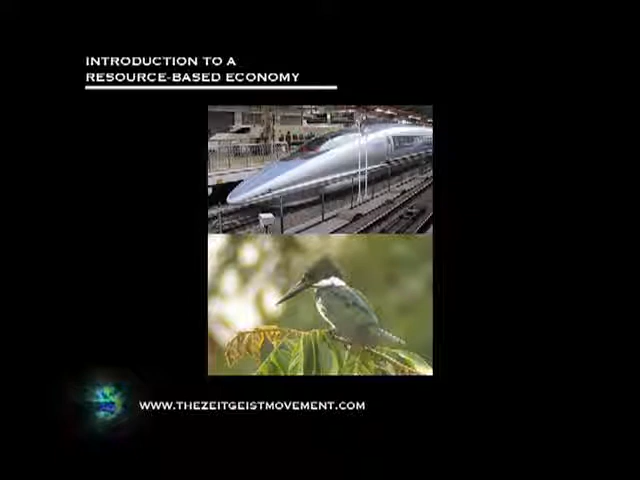 INTRODUCTION TO A
RESOURCE-BASED ECONOMY
WWW.THEZEITGEISTMOVEMENT.COM